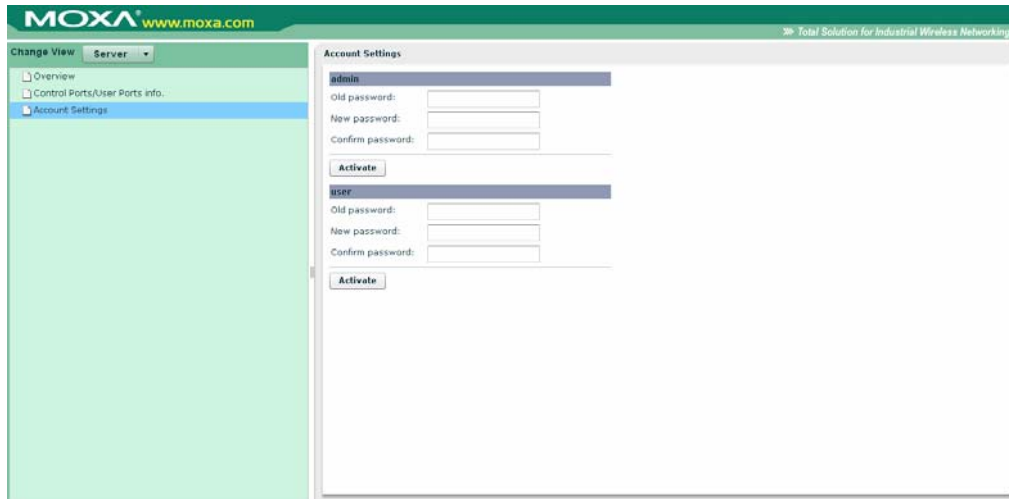 MOXA® www.moxa.com
Total Solution for Industrial Wireless Networking
Change View Server
Overview
Control Ports/User Ports info.
Account Settings
Account Settings
admin
Old password:
New password:
Confirm password:
Activate
user
Old password:
New password:
Confirm password:
Activate